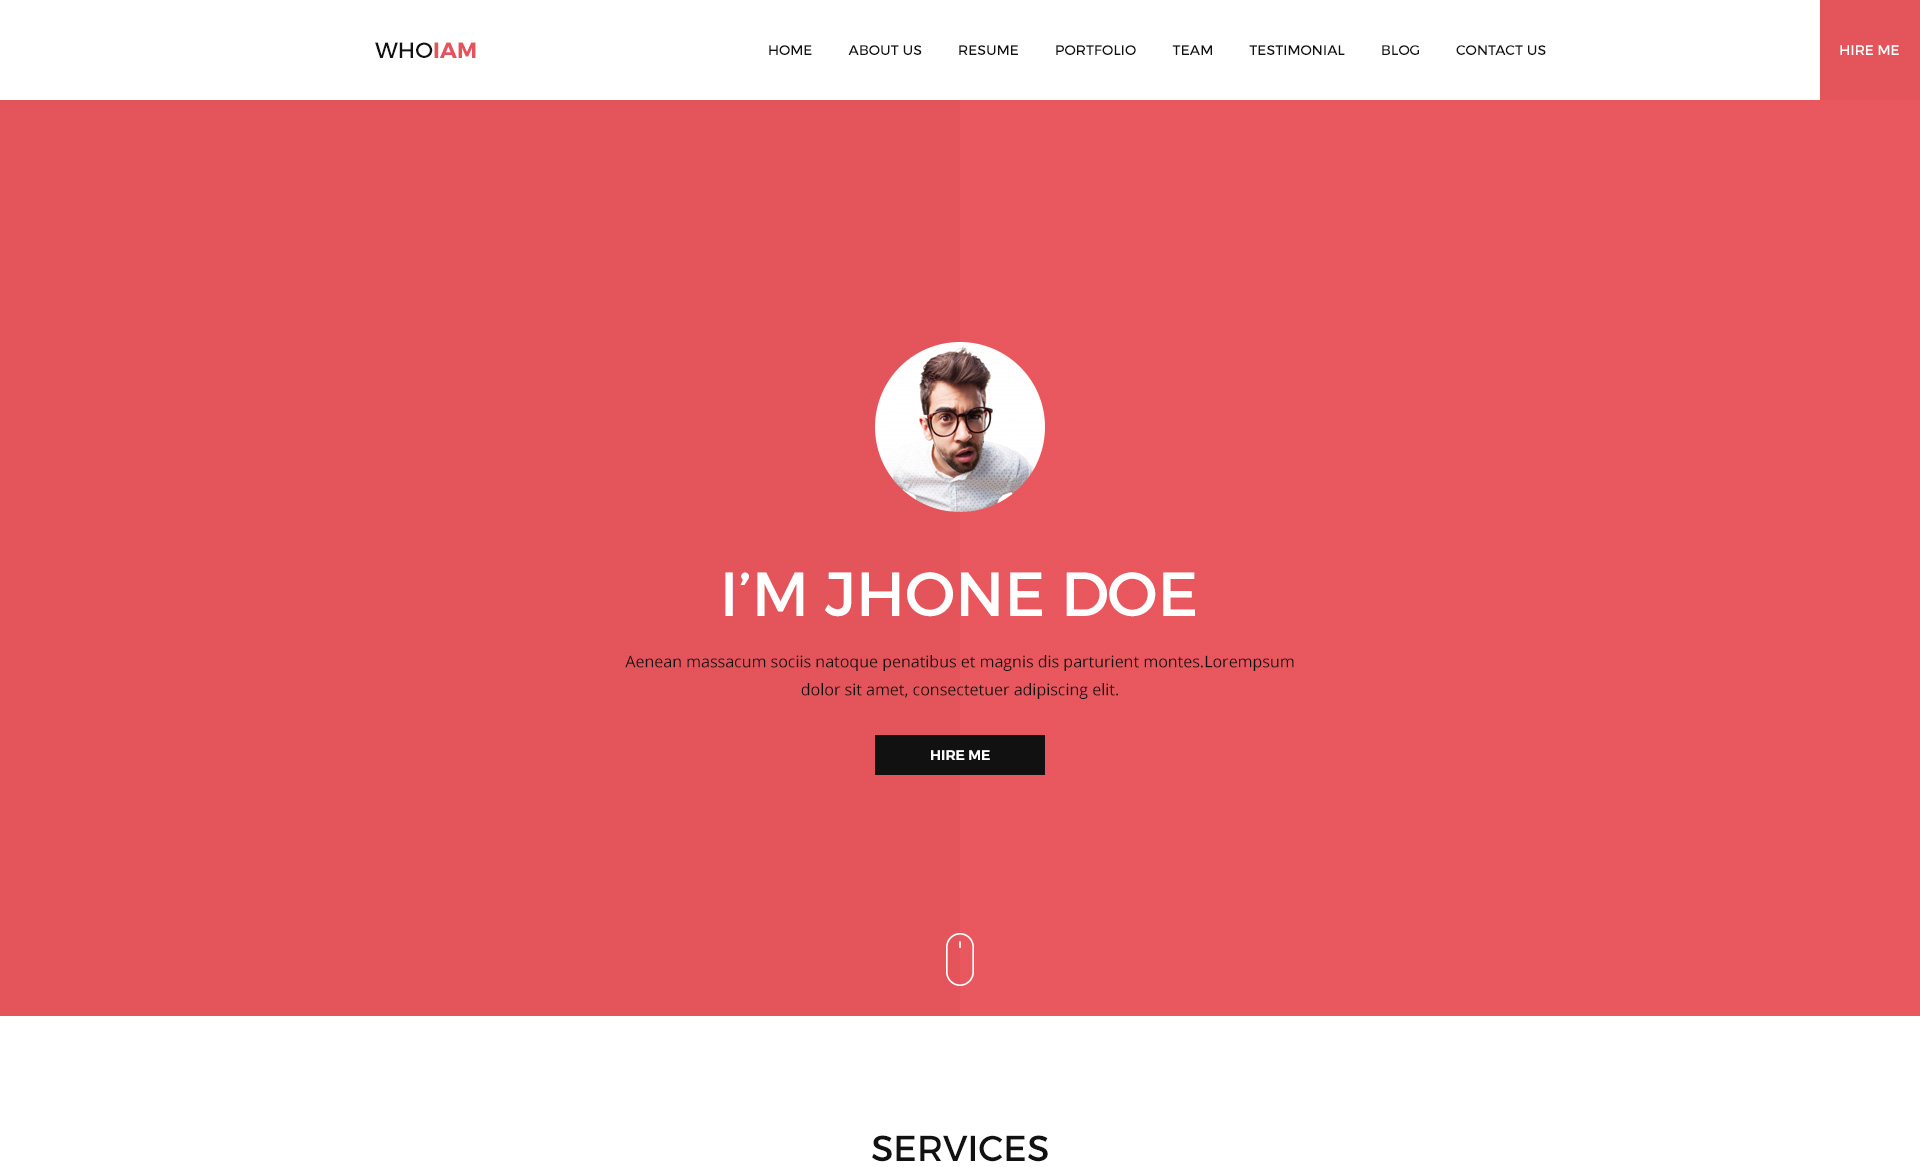 WHOIAM
HOME ABOUT US RESUME PORTFOLIO TEAM TESTIMONIAL BLOG CONTACT US HIRE ME
I’M JHONE DOE
Aenean massacum sociis natoque penatibus et magnis dis parturient montes.Lorempsum
dolor sit amet, consectetuer adipiscing elit.
HIRE ME
SERVICES